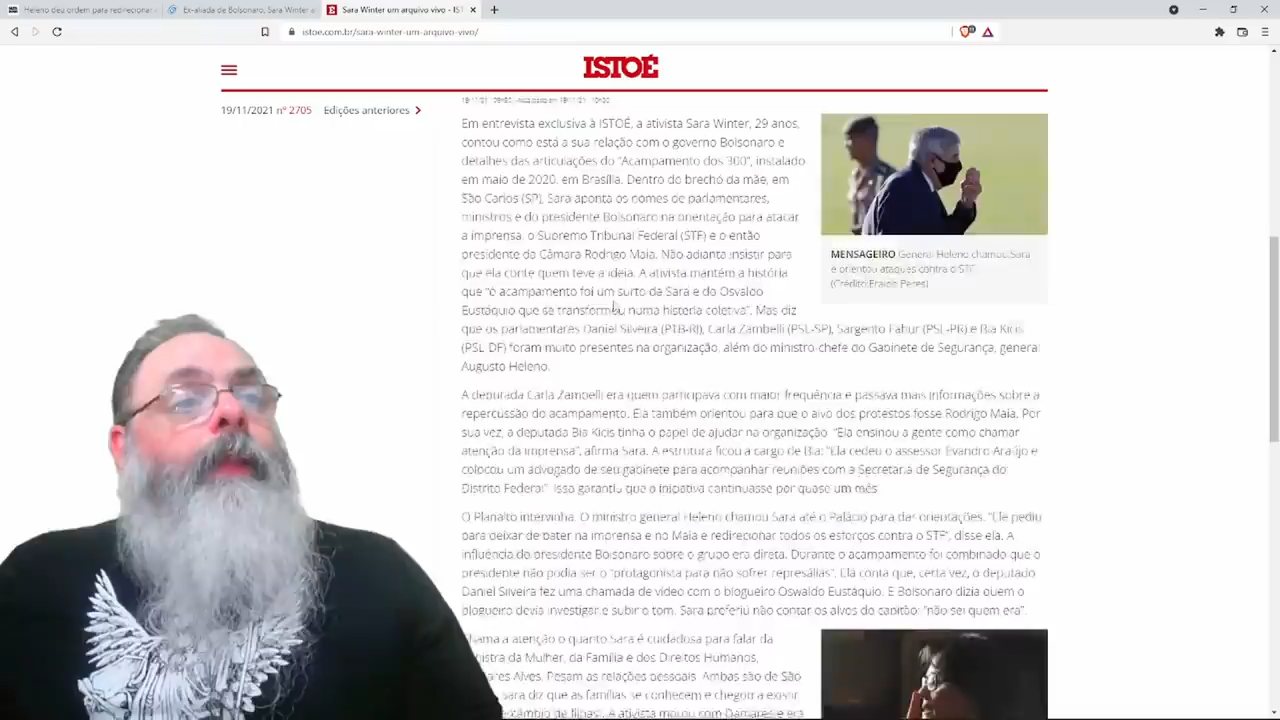 Heleno deu ordem para redirecionar
Ex-aliada de Bolsonaro, Sara Winter a
Sara Winter um arquivo vivo - IST
istoe.com.br/sara-winter-um-arquivo-vivo/
ISTOÉ
19/11/2021 nº 2705 Edições anteriores
Em entrevista exclusiva à ISTOÉ, a ativista Sara Winter, 29 anos,
contou como está a sua relação com o governo Bolsonaro e
detalhes das articulações do “Acampamento dos 300”, instalado
em maio de 2020, em Brasília. Dentro do brechó da mãe, em
São Carlos (SP), Sara aponta os nomes de parlamentares,
ministros e do presidente Bolsonaro na orientação para atacar
a imprensa, o Supremo Tribunal Federal (STF) e o então
presidente da Câmara Rodrigo Maia. Não adianta insistir para
que ela conte quem teve a ideia. A ativista mantém a história
que “o acampamento foi um surto da Sara e do Osvaldo
Eustáquio que se transformou numa histeria coletiva”. Mas diz
que os parlamentares Daniel Silveira (PTB-RJ), Carla Zambelli (PSL-SP), Sargento Fahur (PSL-PR) e Bia Kicis
(PSL DF) foram muito presentes na organização, além do ministro-chefe do Gabinete de Segurança, general
Augusto Heleno.
MENSAGEIRO General Heleno chamou Sara
e orientou ataques contra o STF
(Crédito:Eraldo Peres)
A deputada Carla Zambelli era quem participava com maior frequência e passava mais informações sobre a
repercussão do acampamento. Ela também orientou para que o alvo dos protestos fosse Rodrigo Maia. Por
sua vez, a deputada Bia Kicis tinha o papel de ajudar na organização. “Ela ensinou a gente como chamar
atenção da imprensa”, afirma Sara. A estrutura ficou a cargo de Bia: “Ela cedeu o assessor Evandro Araújo e
colocou um advogado de seu gabinete para acompanhar reuniões com a Secretaria de Segurança do
Distrito Federal”. Isso garantiu que a iniciativa continuasse por quase um mês
O Planalto intervinha. O ministro general Heleno chamou Sara até o Palácio para dar orientações. “Ele pediu
para deixar de bater na imprensa e no Maia e redirecionar todos os esforços contra o STF”, disse ela. A
influência do presidente Bolsonaro sobre o grupo era direta. Durante o acampamento foi combinado que o
presidente não podia ser o “protagonista para não sofrer represálias”. Ela conta que, certa vez, o deputado
Daniel Silveira fez uma chamada de vídeo com o blogueiro Oswaldo Eustáquio. E Bolsonaro dizia quem o
blogueiro devia investigar e subir o tom. Sara preferiu não contar os alvos do capitão: “não sei quem era”.
Chama a atenção o quanto Sara é cuidadosa para falar da
nistra da Mulher, da Família e dos Direitos Humanos,
ares Alves. Pesam as relações pessoais. Ambas são de São
sara diz que as famílias se conhecem e chegou a existir
câmbio de filhas”. A ativista morou com Damares e era